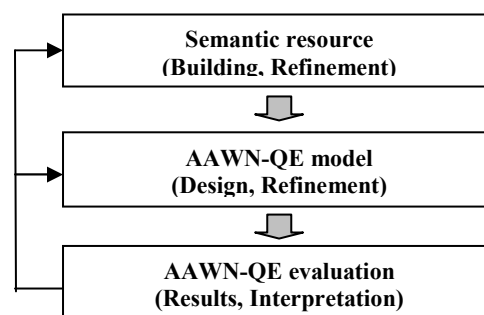 Semantic resource
(Building, Refinement)
AAWN-QE model
(Design, Refinement)
AAWN-QE evaluation
(Results, Interpretation)